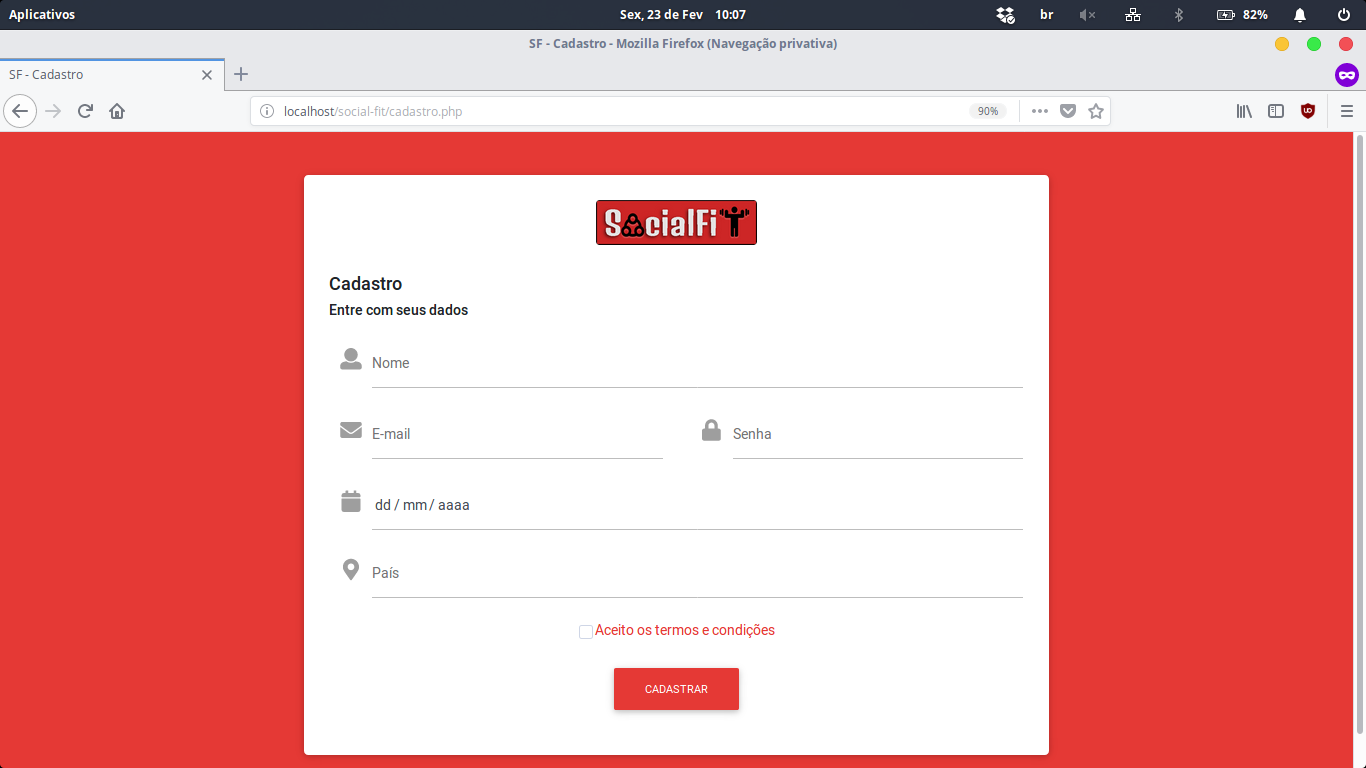 Aplicativos
Sex, 23 de Fev 10:07
br
82%
SF - Cadastro - Mozilla Firefox (Navegação privativa)
SF - Cadastro
localhost/social-fit/cadastro.php
90%
SocialFiT
Cadastro
Entre com seus dados
Nome
E-mail
Senha
dd / mm / aaaa
País
Aceito os termos e condições
CADASTRAR